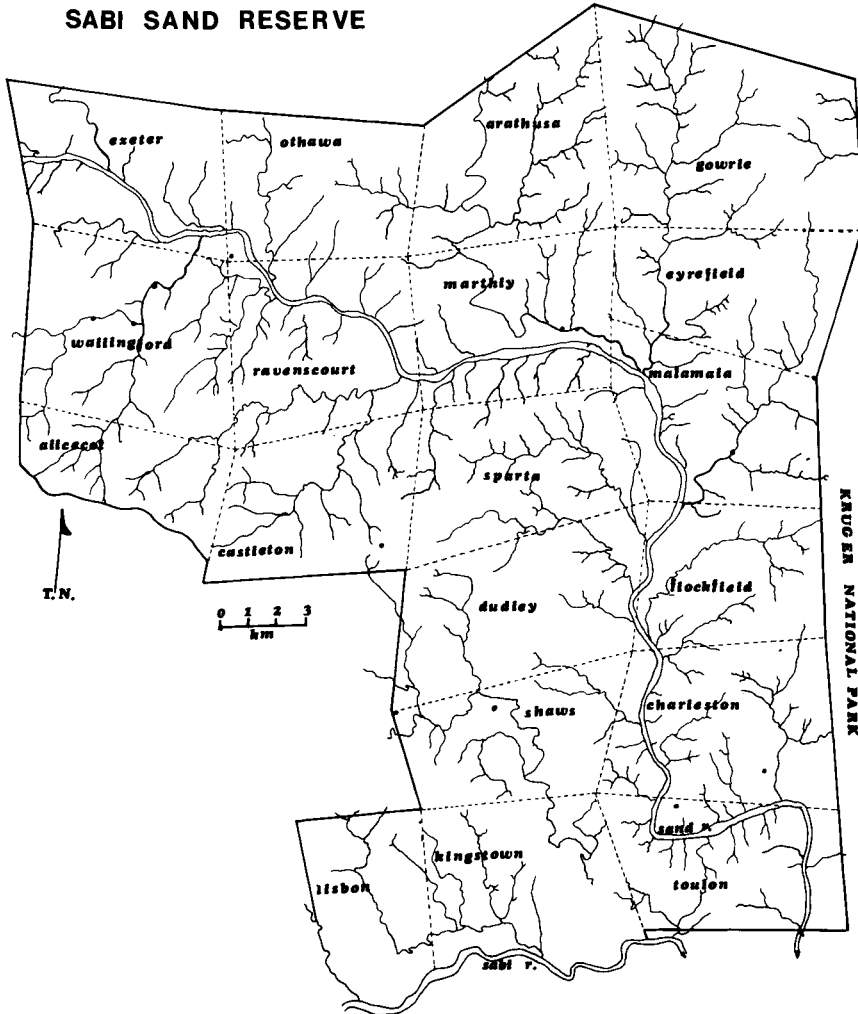 SABI SAND RESERVE
exeter
othawa
arathusa
gowrie
marthly
eyrefield
wallingford
ravenscourt
malamala
alicecot
sparta
castleton
T.N.
0 1 2 3
km
dudley
flockfield
KRUGER NATIONAL PARK
shaws
charleston
sand r.
kingstown
lisbon
toulon
sabi r.